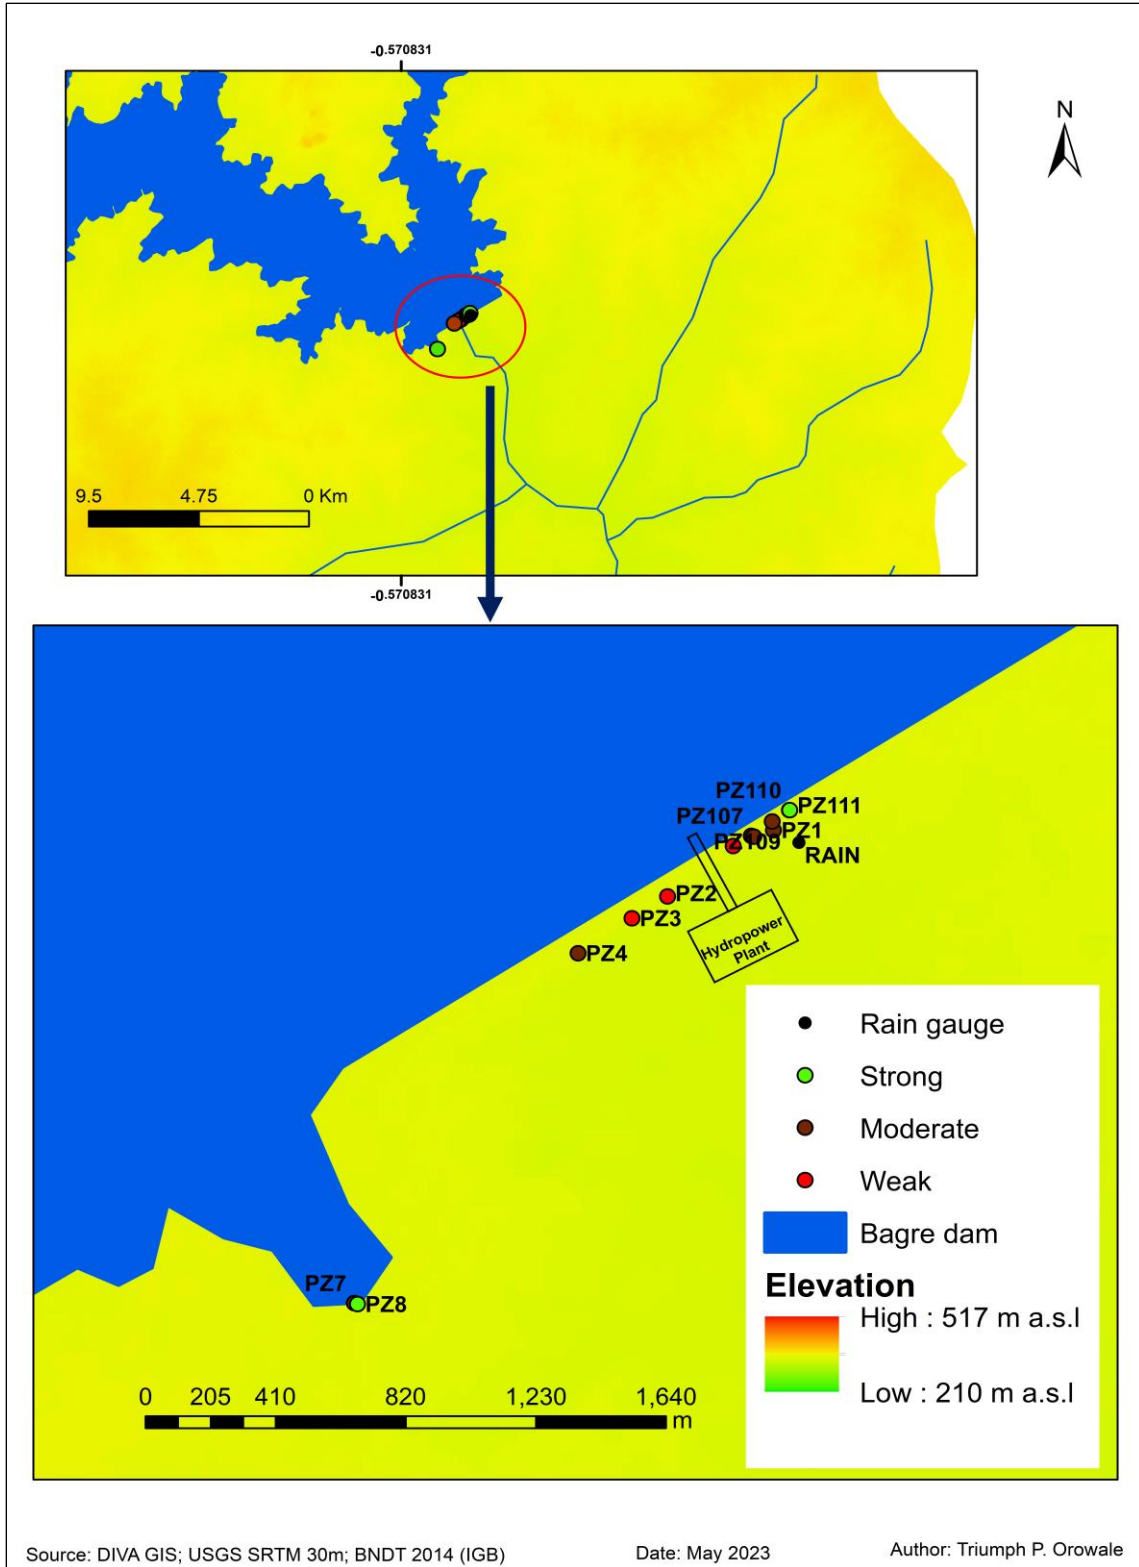 -0.570831
N
9.5 4.75 0 Km
-0.570831
PZ110
PZ111
PZ107
PZ1
PZ109
RAIN
PZ2
PZ3
Hydropower
Plant
PZ4
Rain gauge
Strong
Moderate
Weak
Bagre dam
Elevation
High : 517 m a.s.l
Low : 210 m a.s.l
PZ7
PZ8
0 205 410 820 1,230 1,640
m
Source: DIVA GIS; USGS SRTM 30m; BNDT 2014 (IGB) Date: May 2023 Author: Triumph P. Orowale